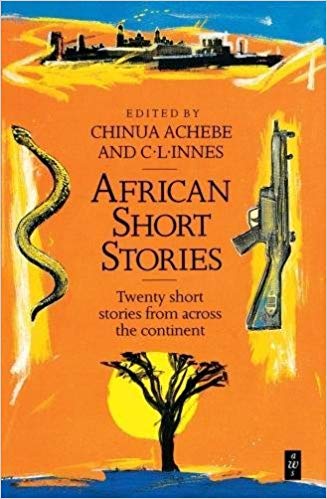 EDITED BY
CHINUA ACHEBE
AND C·L·INNES
AFRICAN
SHORT
STORIES
Twenty short
stories from across
the continent
a
w
s